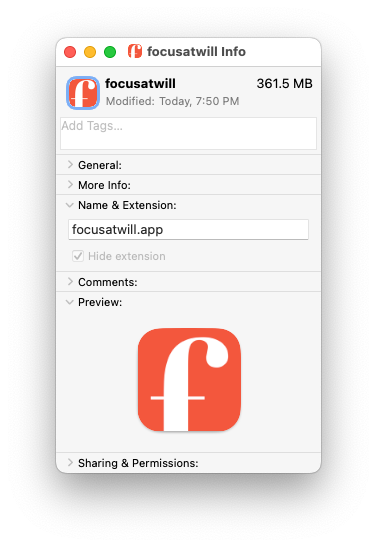 focusatwill Info
focusatwill 361.5 MB
Modified: Today, 7:50 PM
Add Tags...
General:
More Info:
Name & Extension:
focusatwill.app
Hide extension
Comments:
Preview:
f
Sharing & Permissions: